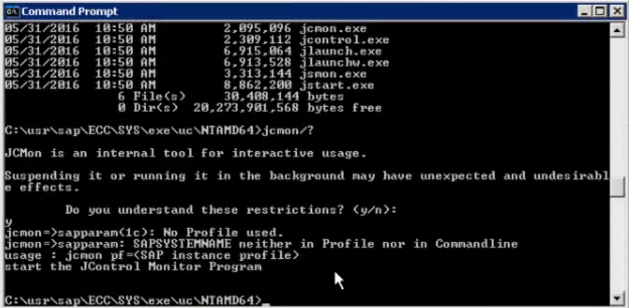 Command Prompt
05/31/2016  10:50 AM         2,095,096 jcmon.exe
05/31/2016  10:50 AM         2,309,112 jcontrol.exe
05/31/2016  10:50 AM         6,915,064 jlaunch.exe
05/31/2016  10:50 AM         6,913,528 jlaunchw.exe
05/31/2016  10:50 AM         3,313,144 jsmon.exe
05/31/2016  10:50 AM         8,862,200 jstart.exe
6 File(s)     30,408,144 bytes
0 Dir(s)  20,273,901,568 bytes free
C:\usr\sap\ECC\SYS\exe\uc\NTAMD64>jcmon/?
JCMon is an internal tool for interactive usage.
Suspending it or running it in the background may have unexpected and undesirabl
e effects.
Do you understand these restrictions? (y/n):
y
jcmon=>sapparam(1c): No Profile used.
jcmon=>sapparam: SAPSYSTEMNAME neither in Profile nor in Commandline
usage : jcmon pf=<SAP instance profile>
start the JControl Monitor Program
C:\usr\sap\ECC\SYS\exe\uc\NTAMD64>_